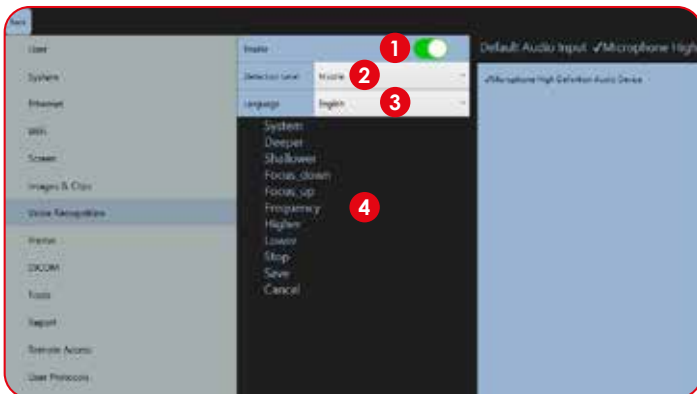 Back
User
System
Ethernet
WiFi
Screen
Images & Clips
Voice Recognition
DICOM
Tools
Report
Remote Access
User Protocols
Enable 1
Detection Level Middle 2
Language English 3
System
Deeper
Shallower
Focus_down
Focus_up
Frequency 4
Higher
Lower
Stop
Save
Cancel
Default Audio Input ✓Microphone High
✓Microphone High Definition Audio Device